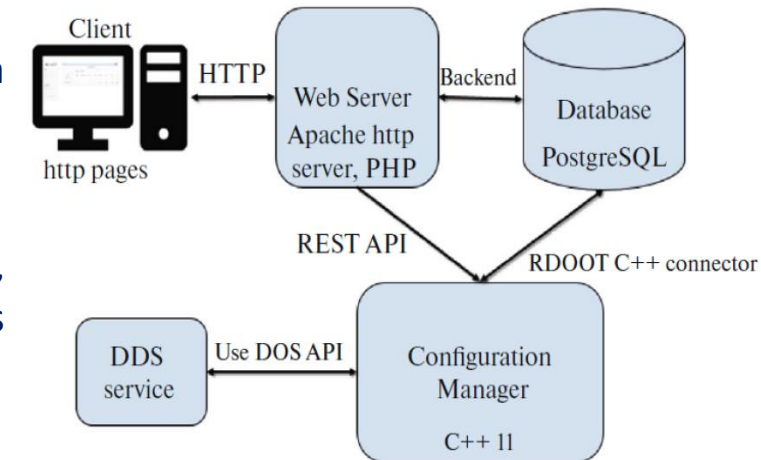 Client
HTTP
http pages
Web Server
Apache http
server, PHP
Backend
Database
PostgreSQL
REST API
RDOOT C++ connector
DDS
service
Use DOS API
Configuration
Manager
C++ 11